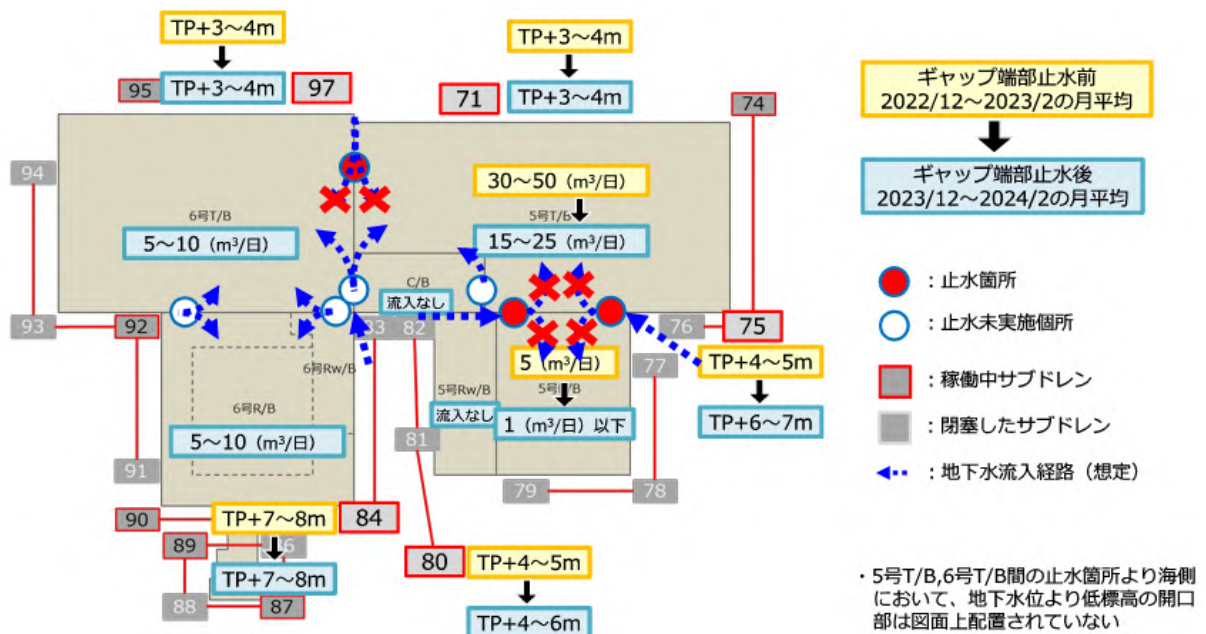 TP+3～4m
TP+3～4m
95
TP+3～4m
97
71
TP+3～4m
74
94
6号T/B
5～10（m³/日）
30～50（m³/日）
5号T/B
15～25（m³/日）
C/B
流入なし
93
92
83
82
76
75
77
5（m³/日）
TP+4～5m
6号Rw/B
6号R/B
5号Rw/B
流入なし
1（m³/日）以下
TP+6～7m
5～10（m³/日）
81
91
79
78
90
TP+7～8m
84
89
TP+7～8m
88
87
80
TP+4～5m
TP+4～6m
ギャップ端部止水前
2022/12～2023/2の月平均
ギャップ端部止水後
2023/12～2024/2の月平均
：止水箇所
：止水未実施個所
：稼働中サブドレン
：閉塞したサブドレン
：地下水流入経路（想定）
・5号T/B,6号T/B間の止水箇所より海側
において、地下水位より低標高の開口
部は図面上配置されていない